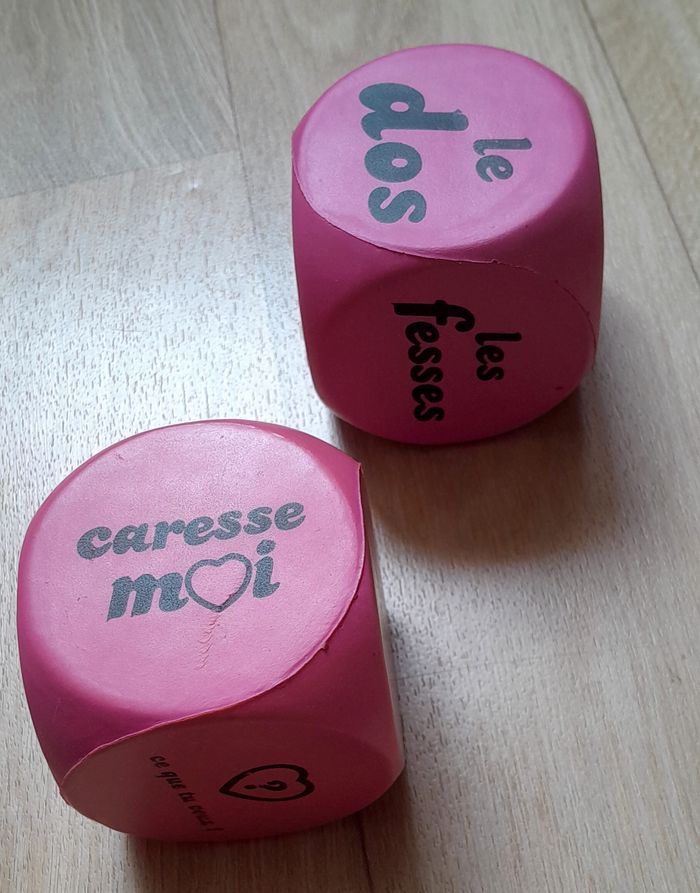 le
dos
les
fesses
caresse
moi
?
ce que tu veux !